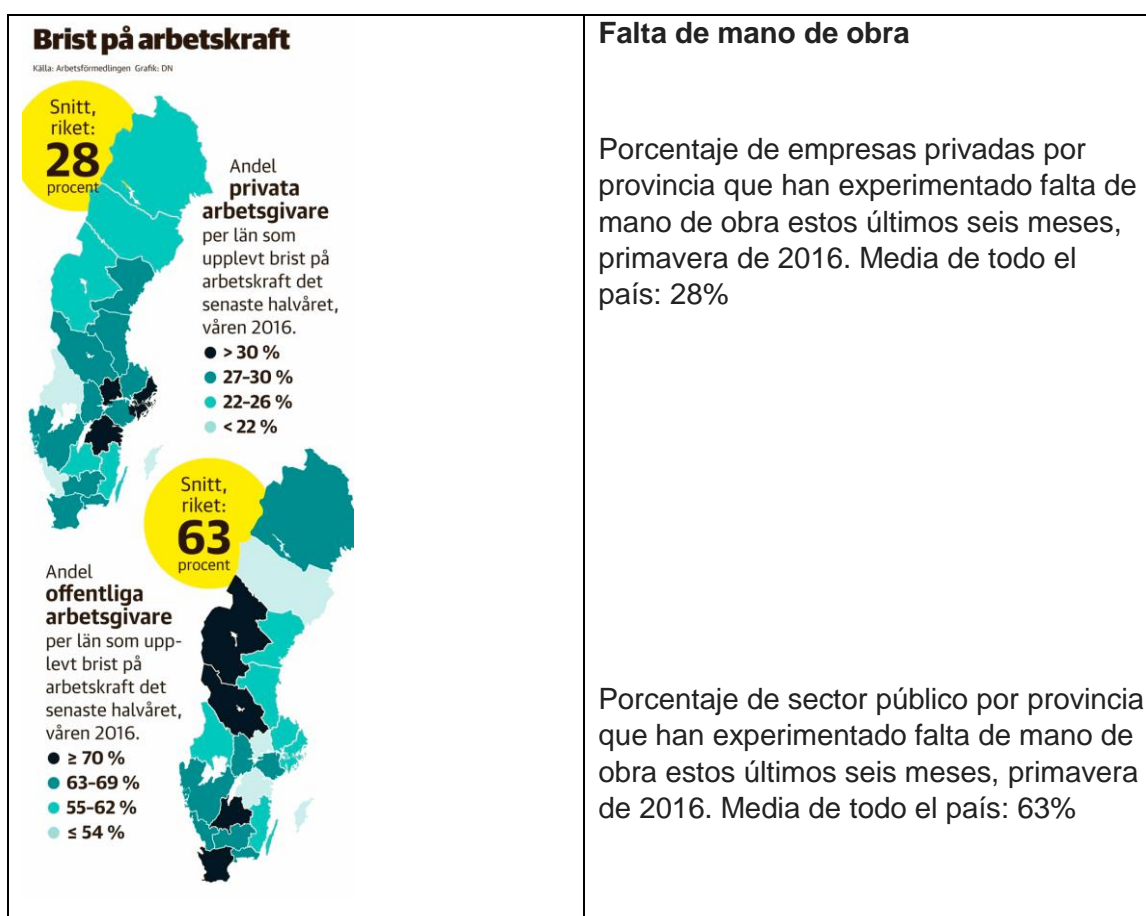 Brist på arbetskraft
Källa: Arbetsförmedlingen Grafik: DN
Snitt,
riket:
28
procent
Andel
privata
arbetsgivare
per län som
upplevt brist på
arbetskraft det
senaste halvåret,
våren 2016.
> 30 %
27–30 %
22–26 %
< 22 %
Snitt,
riket:
63
procent
Andel
offentliga
arbetsgivare
per län som upp-
levt brist på
arbetskraft det
senaste halvåret,
våren 2016.
≥ 70 %
63–69 %
55–62 %
≤ 54 %
Falta de mano de obra
Porcentaje de empresas privadas por
provincia que han experimentado falta de
mano de obra estos últimos seis meses,
primavera de 2016. Media de todo el
país: 28%
Porcentaje de sector público por provincia
que han experimentado falta de mano de
obra estos últimos seis meses, primavera
de 2016. Media de todo el país: 63%